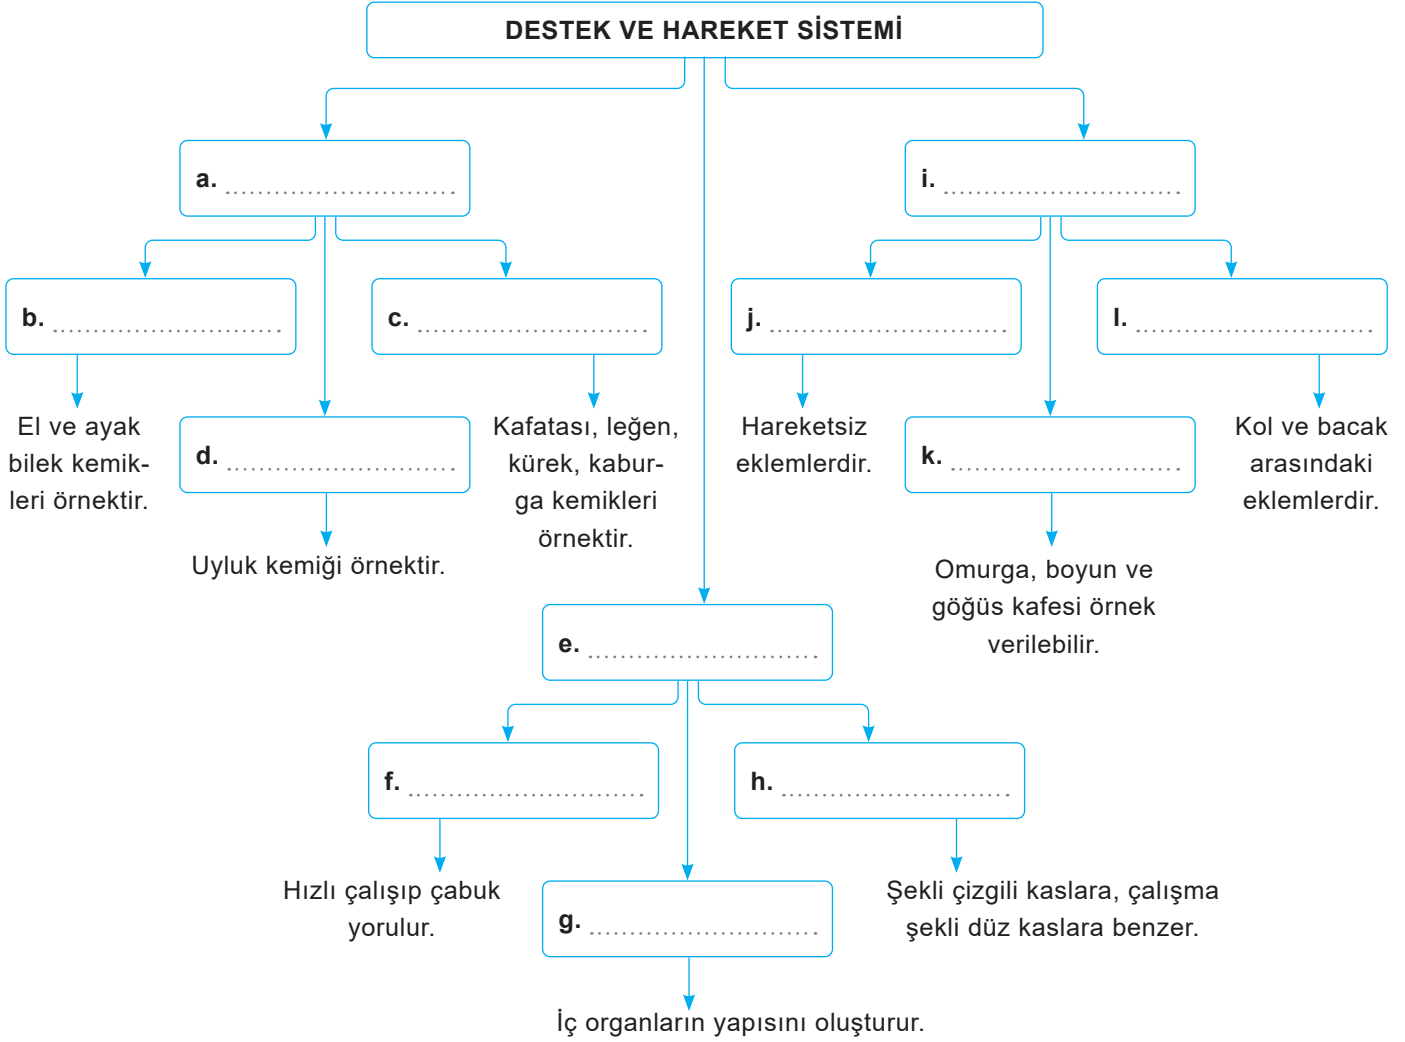 DESTEK VE HAREKET SİSTEMİ
a. ............................
i. ............................
b. ............................
c. ............................
j. ............................
l. ............................
El ve ayak
bilek kemik-
leri örnektir.
d. ............................
Kafatası, leğen,
kürek, kabur-
ga kemikleri
örnektir.
Hareketsiz
eklemlerdir.
k. ............................
Kol ve bacak
arasındaki
eklemlerdir.
Uyluk kemiği örnektir.
Omurga, boyun ve
göğüs kafesi örnek
verilebilir.
e. ............................
f. ............................
h. ............................
Hızlı çalışıp çabuk
yorulur.
g. ............................
Şekli çizgili kaslara, çalışma
şekli düz kaslara benzer.
İç organların yapısını oluşturur.